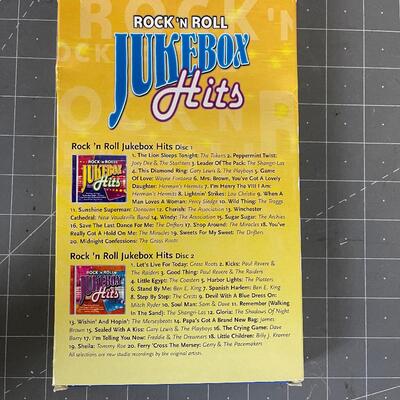 ROCK 'N
ROCK 'N ROLL
JUKEBOX
Hits
Rock 'n Roll Jukebox Hits Disc 1
1. The Lion Sleeps Tonight: The Tokens 2. Peppermint Twist:
Joey Dee & The Starliters 3. Leader Of The Pack: The Shangri-Las
4. This Diamond Ring: Gary Lewis & The Playboys 5. Game
Of Love: Wayne Fontana 6. Mrs. Brown, You've Got A Lovely
Daughter: Herman's Hermits 7. I'm Henry The VIII I Am:
Herman's Hermits 8. Lightnin' Strikes: Lou Christie 9. When A
Man Loves A Woman: Percy Sledge 10. Wild Thing: The Troggs
11. Sunshine Superman: Donovan 12. Cherish: The Association 13. Winchester
Cathedral: New Vaudeville Band 14. Windy: The Association 15. Sugar Sugar: The Archies
16. Save The Last Dance For Me: The Drifters 17. Shop Around: The Miracles 18. You've
Really Got A Hold On Me: The Miracles 19. Sweets For My Sweet: The Drifters
20. Midnight Confessions: The Grass Roots
Rock 'n Roll Jukebox Hits Disc 2
1. Let's Live For Today: Grass Roots 2. Kicks: Paul Revere &
The Raiders 3. Good Thing: Paul Revere & The Raiders
4. Little Egypt: The Coasters 5. Harbor Lights: The Platters
6. Stand By Me: Ben E. King 7. Spanish Harlem: Ben E. King
8. Step By Step: The Crests 9. Devil With A Blue Dress On:
Mitch Ryder 10. Soul Man: Sam & Dave 11. Remember (Walking
In The Sand): The Shangri-Las 12. Gloria: The Shadows Of Night
13. Wishin' And Hopin': The Merseybeats 14. Papa's Got A Brand New Bag: James
Brown 15. Sealed With A Kiss: Gary Lewis & The Playboys 16. The Crying Game: Dave
Barry 17. I'm Telling You Now: Freddie & The Dreamers 18. Little Children: Billy J. Kramer
19. Sheila: Tommy Roe 20. Ferry 'Cross The Mersey: Gerry & The Pacemakers
All selections are new studio recordings by the original artists.